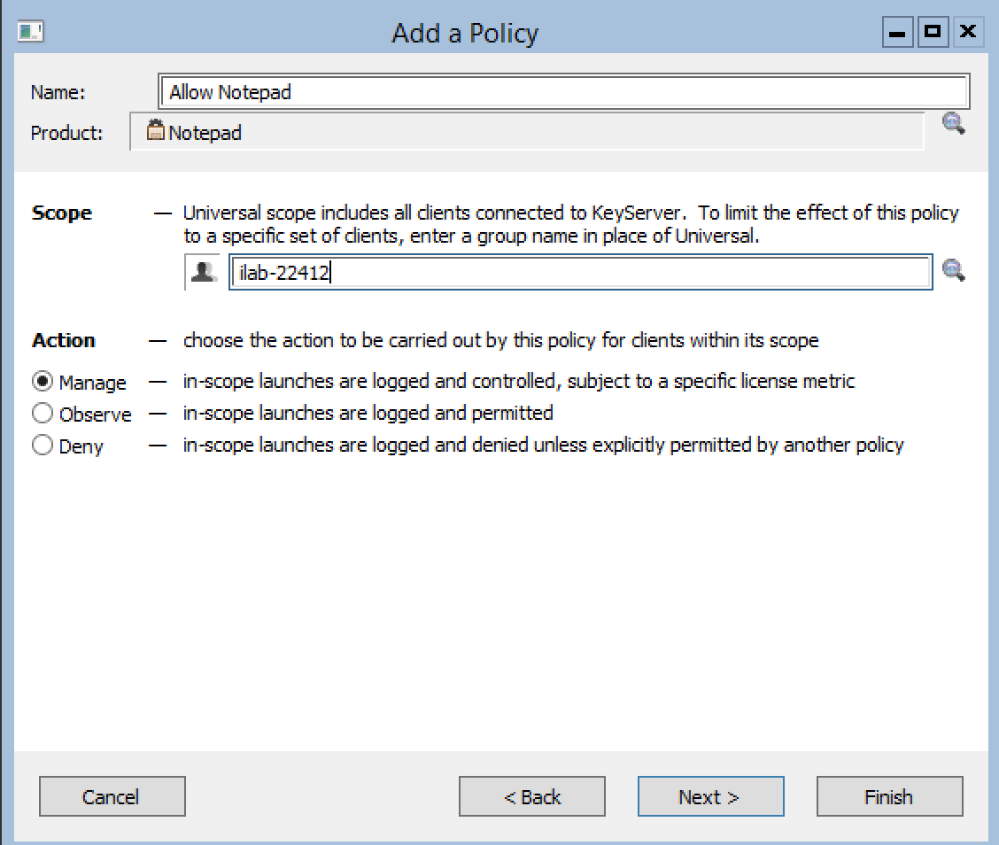 Add a Policy
Name: Allow Notepad
Product: Notepad
Scope — Universal scope includes all clients connected to KeyServer. To limit the effect of this policy
to a specific set of clients, enter a group name in place of Universal.
ilab-22412
Action — choose the action to be carried out by this policy for clients within its scope
Manage — in-scope launches are logged and controlled, subject to a specific license metric
Observe — in-scope launches are logged and permitted
Deny — in-scope launches are logged and denied unless explicitly permitted by another policy
Cancel < Back Next > Finish